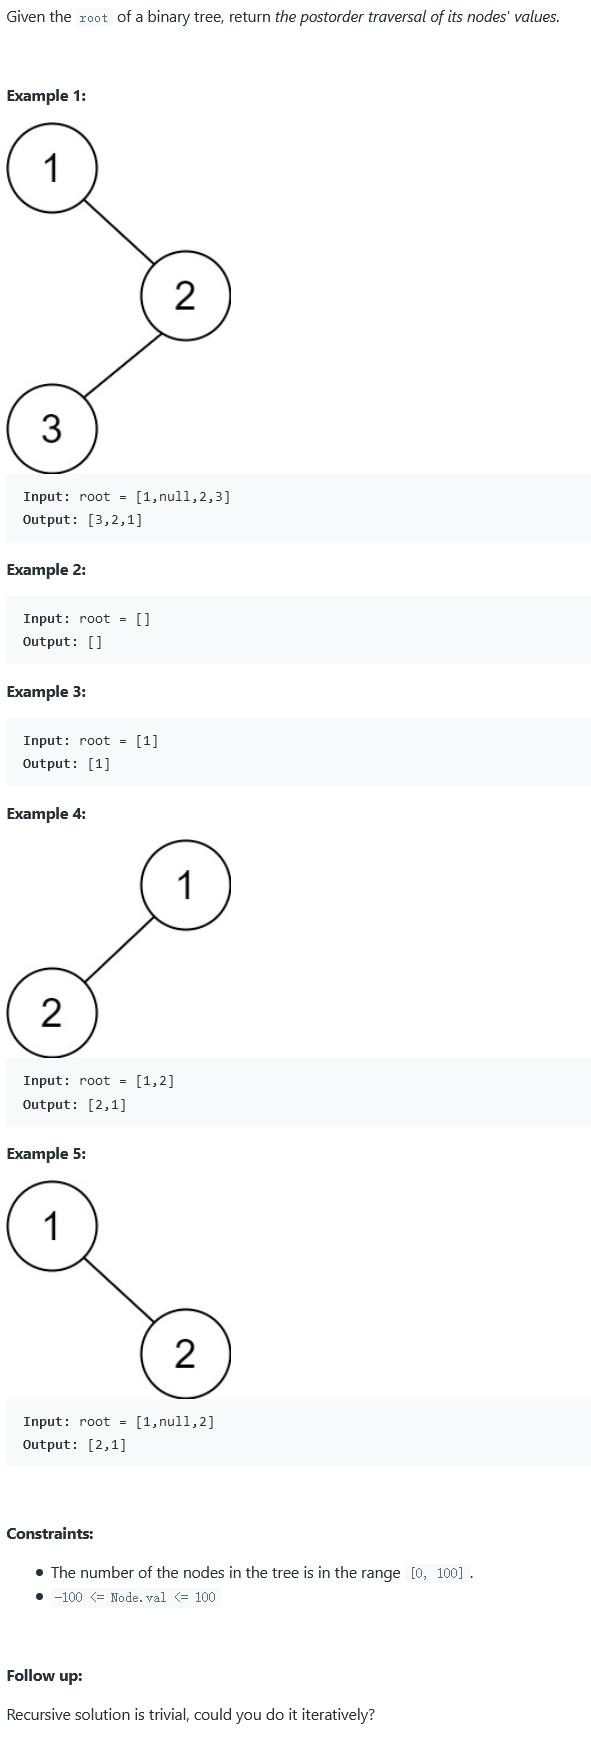 Given the root of a binary tree, return the postorder traversal of its nodes' values.
Example 1:
1
2
3
Input: root = [1,null,2,3]
Output: [3,2,1]
Example 2:
Input: root = []
Output: []
Example 3:
Input: root = [1]
Output: [1]
Example 4:
1
2
Input: root = [1,2]
Output: [2,1]
Example 5:
1
2
Input: root = [1,null,2]
Output: [2,1]
Constraints:
• The number of the nodes in the tree is in the range [0, 100] .
• -100 <= Node.val <= 100
Follow up:
Recursive solution is trivial, could you do it iteratively?